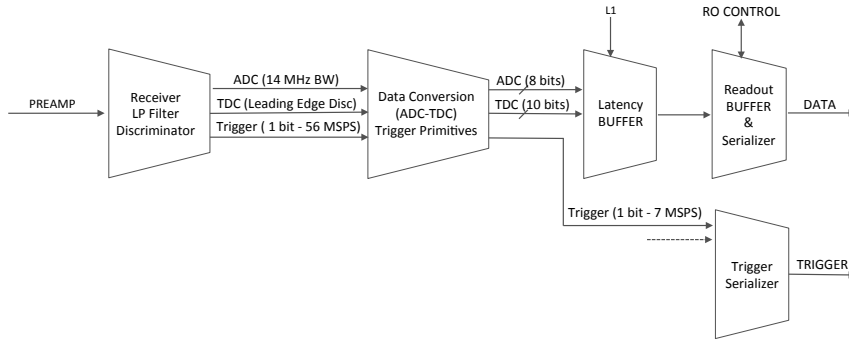 L1
RO CONTROL
PREAMP
Receiver
LP Filter
Discriminator
ADC (14 MHz BW)
TDC (Leading Edge Disc)
Trigger ( 1 bit - 56 MSPS)
Data Conversion
(ADC-TDC)
Trigger Primitives
ADC (8 bits)
TDC (10 bits)
Latency
BUFFER
Readout
BUFFER
&
Serializer
DATA
Trigger (1 bit - 7 MSPS)
Trigger
Serializer
TRIGGER